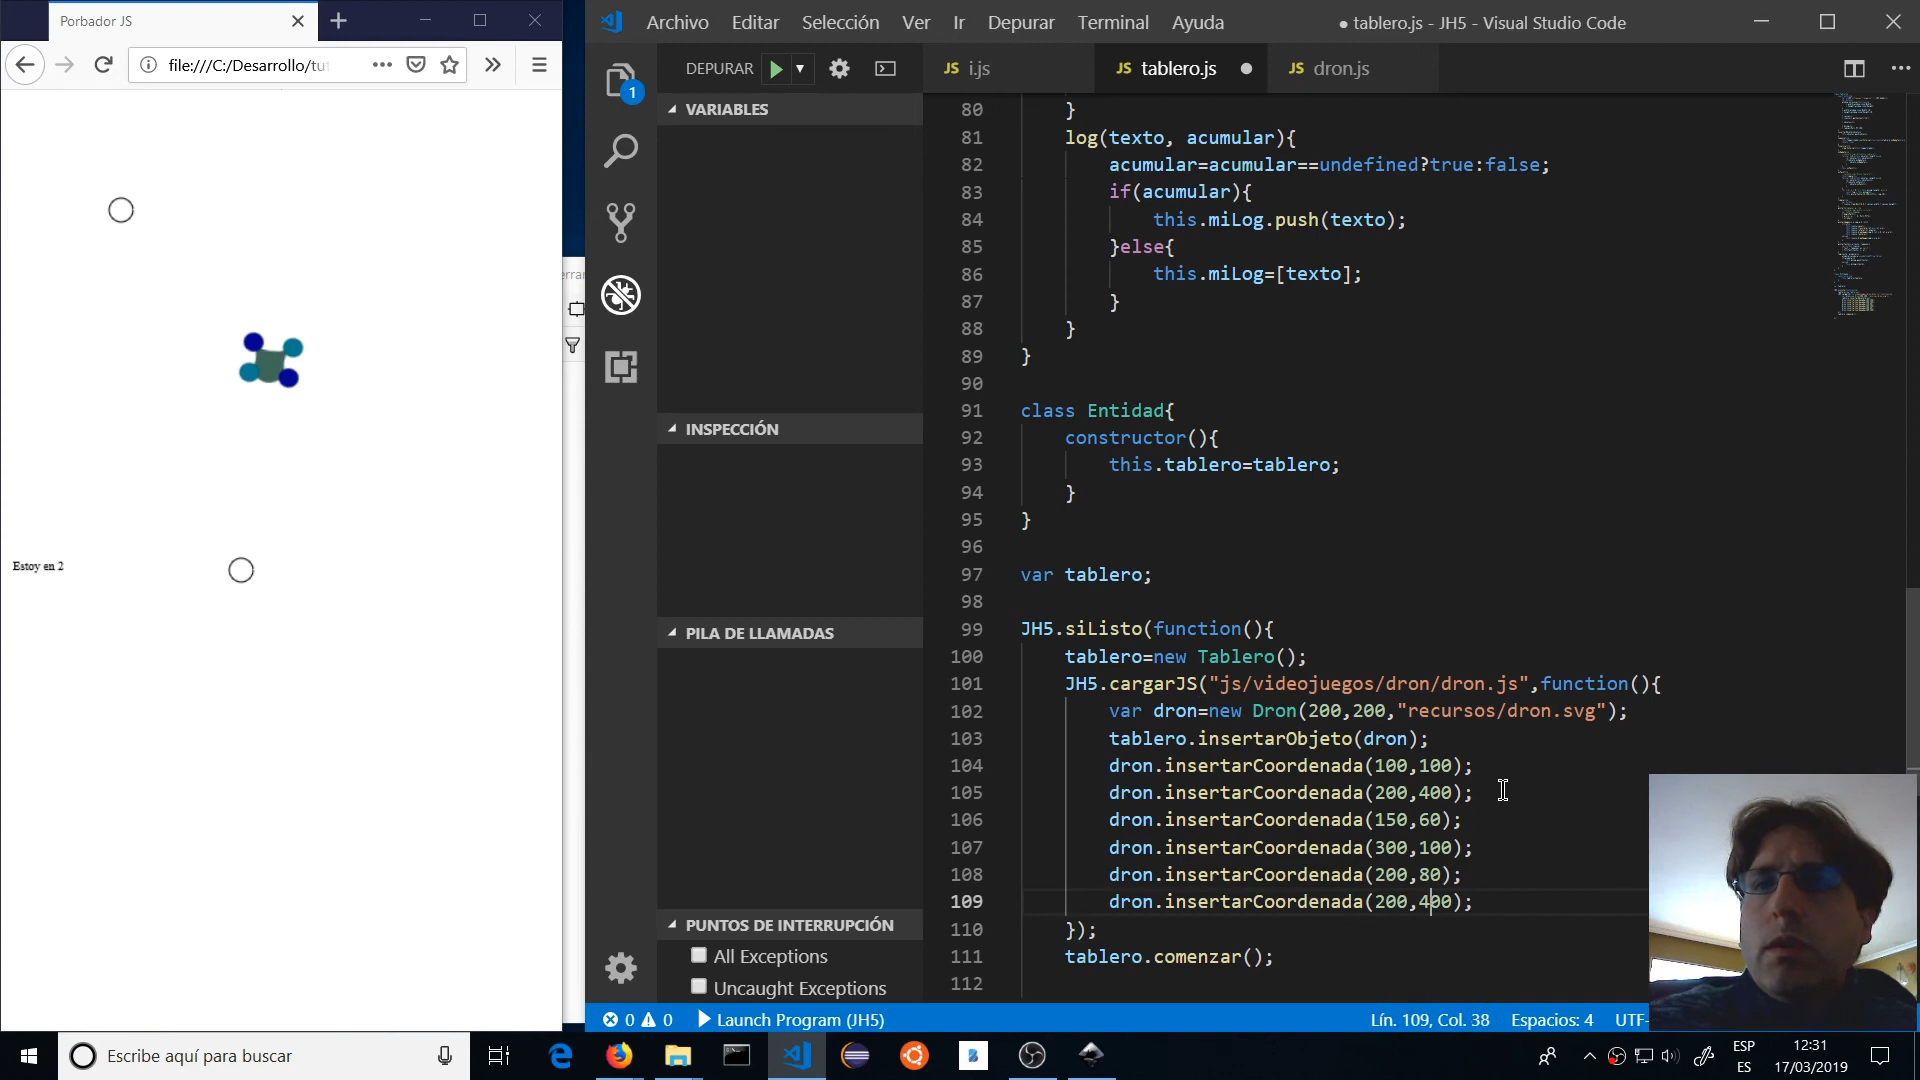 Porbador JS
file:///C:/Desarrollo/tu
Estoy en 2
Archivo Editar Selección Ver Ir Depurar Terminal Ayuda
● tablero.js - JH5 - Visual Studio Code
DEPURAR
JS i.js
JS tablero.js
JS dron.js
1
VARIABLES
INSPECCIÓN
PILA DE LLAMADAS
PUNTOS DE INTERRUPCIÓN
All Exceptions
Uncaught Exceptions
80 }
81 log(texto, acumular){
82 acumular=acumular==undefined?true:false;
83 if(acumular){
84 this.miLog.push(texto);
85 }else{
86 this.miLog=[texto];
87 }
88 }
89 }
90
91 class Entidad{
92 constructor(){
93 this.tablero=tablero;
94 }
95 }
96
97 var tablero;
98
99 JH5.siListo(function(){
100 tablero=new Tablero();
101 JH5.cargarJS("js/videojuegos/dron/dron.js",function(){
102 var dron=new Dron(200,200,"recursos/dron.svg");
103 tablero.insertarObjeto(dron);
104 dron.insertarCoordenada(100,100);
105 dron.insertarCoordenada(200,400);
106 dron.insertarCoordenada(150,60);
107 dron.insertarCoordenada(300,100);
108 dron.insertarCoordenada(200,80);
109 dron.insertarCoordenada(200,400);
110 });
111 tablero.comenzar();
112
0 0 Launch Program (JH5)
Lín. 109, Col. 38 Espacios: 4 UTF-
Escribe aquí para buscar
ESP
ES
12:31
17/03/2019